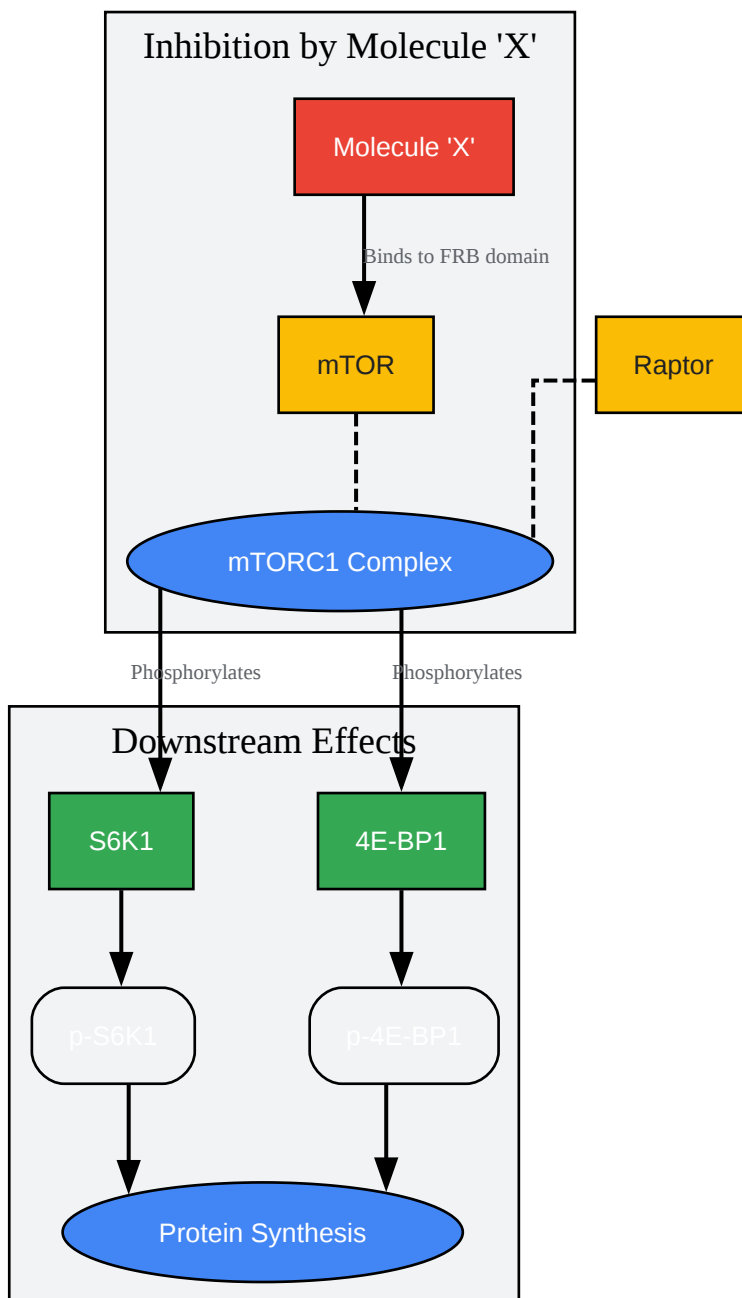 Inhibition by Molecule 'X'
Molecule 'X'
Binds to FRB domain
mTOR
Raptor
mTORC1 Complex
Phosphorylates
Phosphorylates
Downstream Effects
S6K1
4E-BP1
p-S6K1
p-4E-BP1
Protein Synthesis